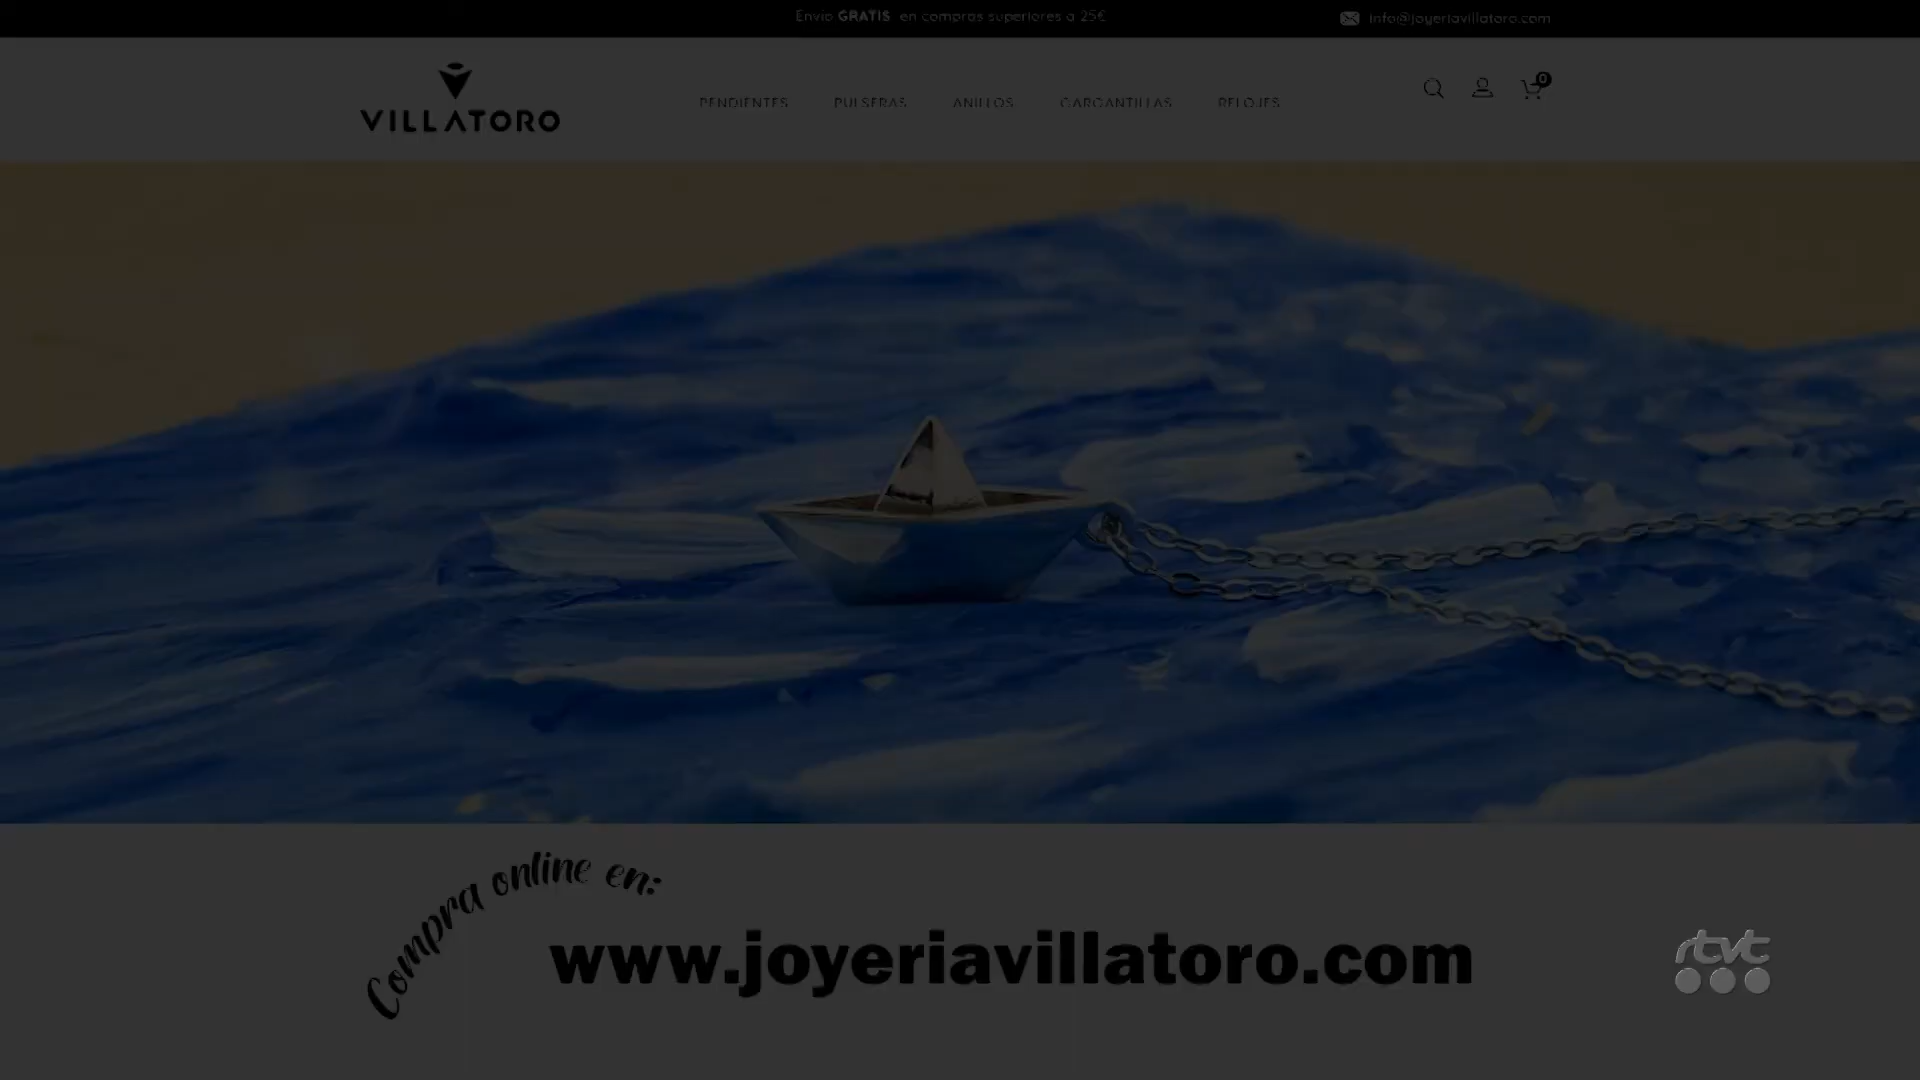 Envío GRATIS en compras superiores a 25€
info@joyeriavillatoro.com
VILLATORO
PENDIENTES PULSERAS ANILLOS GARGANTILLAS RELOJES
0
Compra online en:
www.joyeriavillatoro.com
rtvt